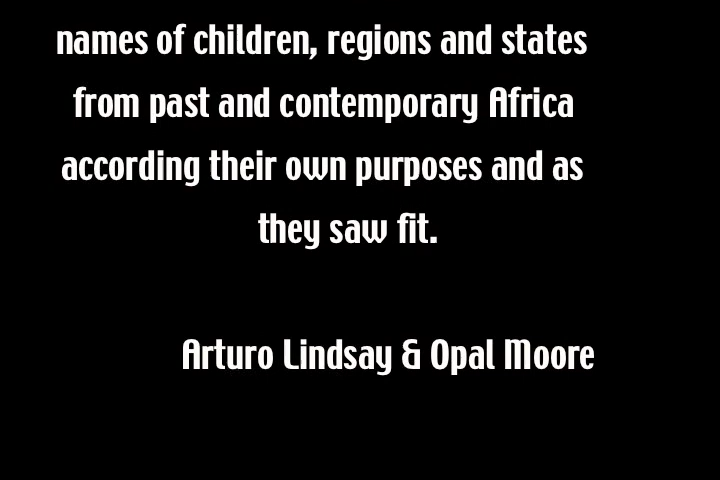 names of children, regions and states
from past and contemporary Africa
according their own purposes and as
they saw fit.
Arturo Lindsay & Opal Moore